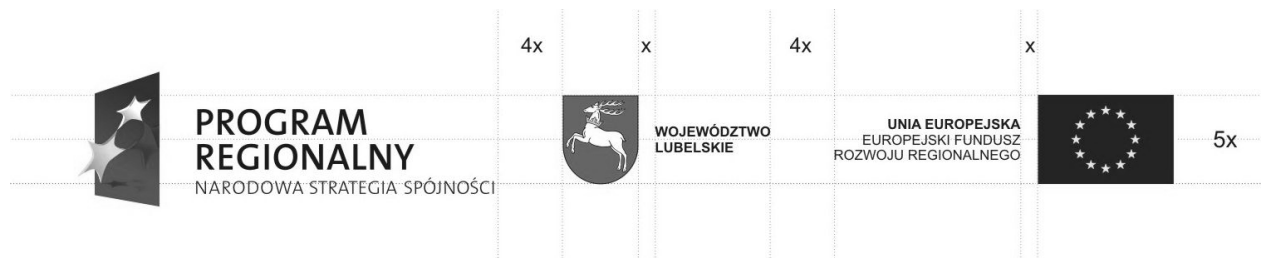 4x
x
4x
x
PROGRAM
REGIONALNY
NARODOWA STRATEGIA SPÓJNOŚCI
WOJEWÓDZTWO
LUBELSKIE
UNIA EUROPEJSKA
EUROPEJSKI FUNDUSZ
ROZWOJU REGIONALNEGO
5x